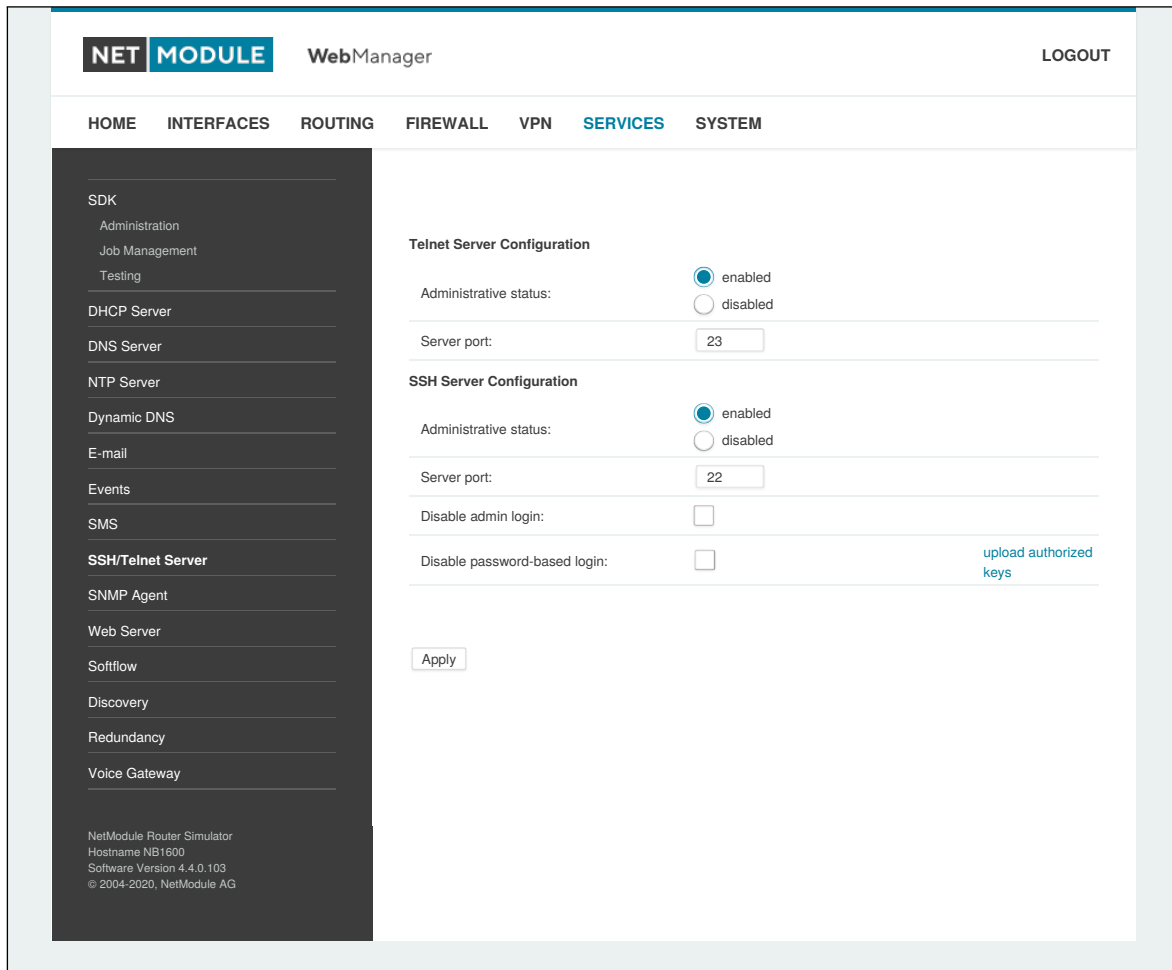 NET MODULE WebManager LOGOUT
HOME INTERFACES ROUTING FIREWALL VPN SERVICES SYSTEM
SDK
Administration
Job Management
Testing
DHCP Server
DNS Server
NTP Server
Dynamic DNS
E-mail
Events
SMS
SSH/Telnet Server
SNMP Agent
Web Server
Softflow
Discovery
Redundancy
Voice Gateway
NetModule Router Simulator
Hostname NB1600
Software Version 4.4.0.103
© 2004-2020, NetModule AG
Telnet Server Configuration
Administrative status:
enabled
disabled
Server port: 23
SSH Server Configuration
Administrative status:
enabled
disabled
Server port: 22
Disable admin login:
Disable password-based login:
upload authorized
keys
Apply